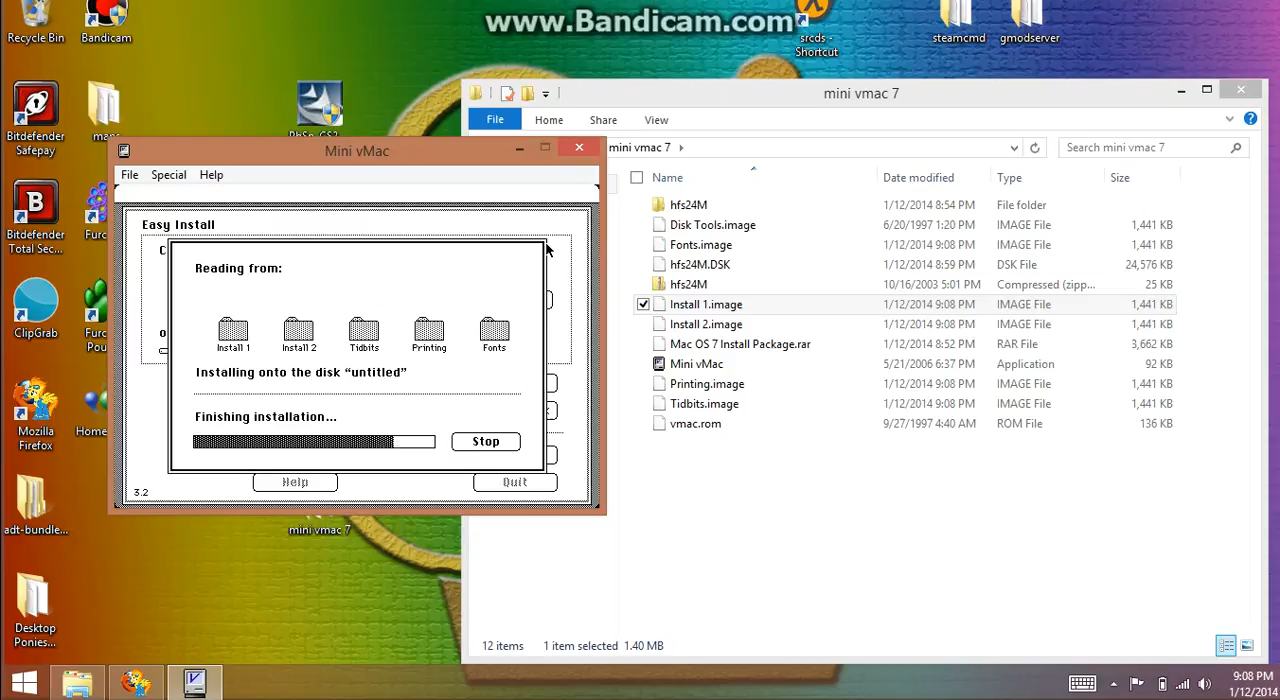 www.Bandicam.com
Recycle Bin
Bandicam
srcds -
Shortcut
steamcmd
gmodserver
Bitdefender
Safepay
Bitdefender
Total Sec...
ClipGrab
Mozilla
Firefox
Home
adt-bundle...
Desktop
Ponies...
mini vmac 7
mini vmac 7
File
Home
Share
View
mini vmac 7
Search mini vmac 7
Name
Date modified
Type
Size
hfs24M 1/12/2014 8:54 PM File folder
Disk Tools.image 6/20/1997 1:20 PM IMAGE File 1,441 KB
Fonts.image 1/12/2014 9:08 PM IMAGE File 1,441 KB
hfs24M.DSK 1/12/2014 8:59 PM DSK File 24,576 KB
hfs24M 10/16/2003 5:01 PM Compressed (zipp... 25 KB
Install 1.image 1/12/2014 9:08 PM IMAGE File 1,441 KB
Install 2.image 1/12/2014 9:08 PM IMAGE File 1,441 KB
Mac OS 7 Install Package.rar 1/12/2014 8:52 PM RAR File 3,662 KB
Mini vMac 5/21/2006 6:37 PM Application 92 KB
Printing.image 1/12/2014 9:08 PM IMAGE File 1,441 KB
Tidbits.image 1/12/2014 9:08 PM IMAGE File 1,441 KB
vmac.rom 9/27/1997 4:40 AM ROM File 136 KB
12 items 1 item selected 1.40 MB
Mini vMac
File Special Help
Easy Install
Reading from:
Install 1 Install 2 Tidbits Printing Fonts
Installing onto the disk “untitled”
Finishing installation...
Stop
Help
Quit
3.2
9:08 PM
1/12/2014